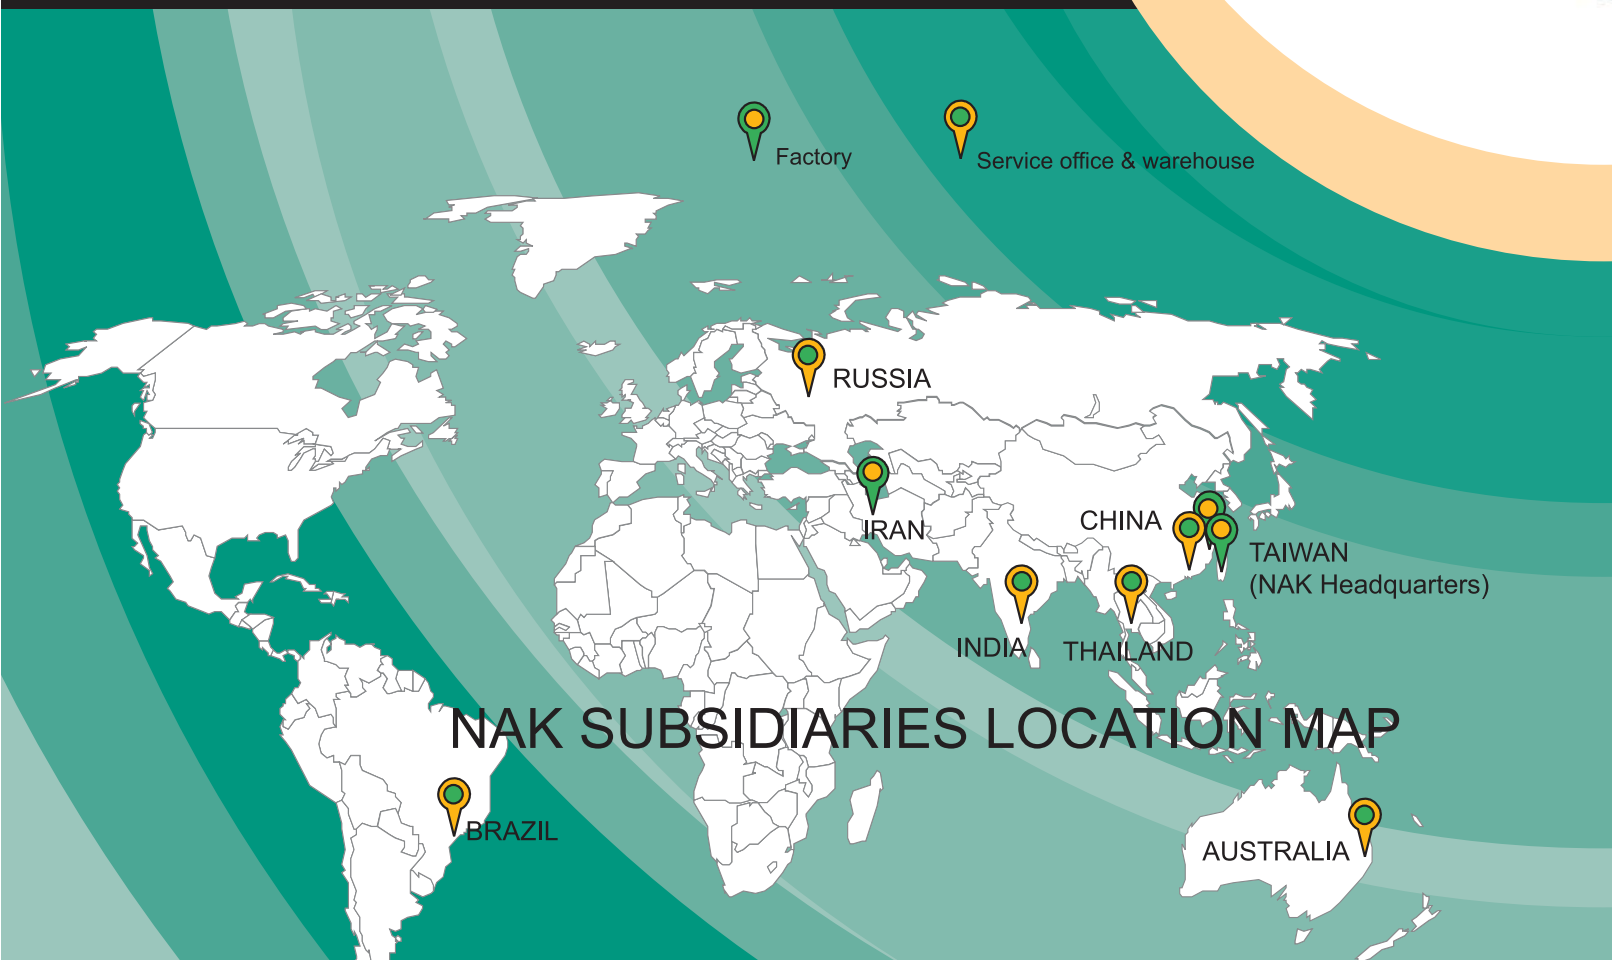 Factory
Service office & warehouse
RUSSIA
IRAN
CHINA
TAIWAN
(NAK Headquarters)
INDIA
THAILAND
NAK SUBSIDIARIES LOCATION MAP
BRAZIL
AUSTRALIA